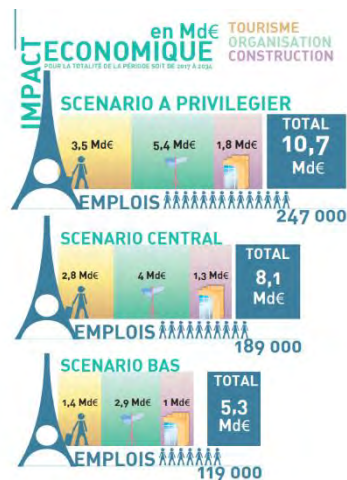 IMPACT
ECONOMIQUE
en Md€
TOURISME
ORGANISATION
CONSTRUCTION
POUR LA TOTALITÉ DE LA PÉRIODE SOIT DE 2017 À 2034
SCENARIO A PRIVILEGIER
3,5 Md€ 5,4 Md€ 1,8 Md€
TOTAL
10,7
Md€
EMPLOIS
247 000
SCENARIO CENTRAL
2,8 Md€ 4 Md€ 1,3 Md€
TOTAL
8,1
Md€
EMPLOIS
189 000
SCENARIO BAS
1,4 Md€ 2,9 Md€ 1 Md€
TOTAL
5,3
Md€
EMPLOIS
119 000